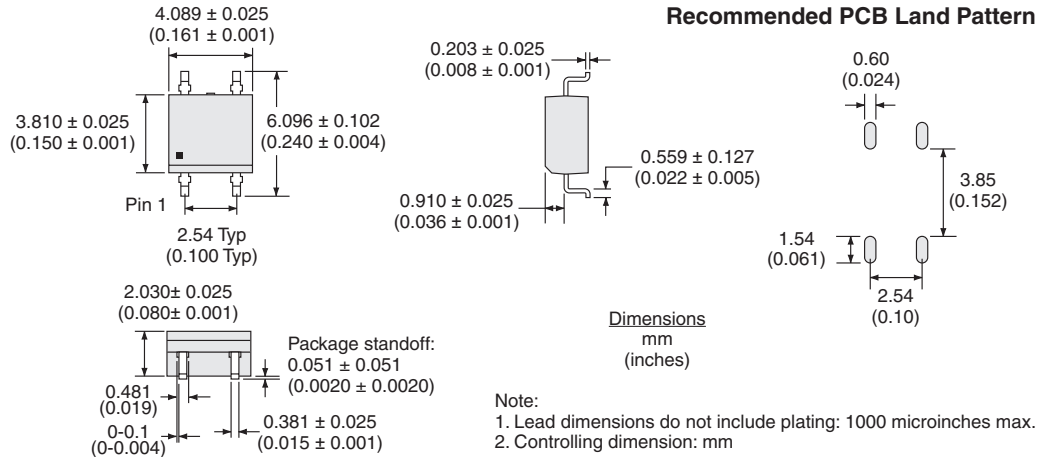 Recommended PCB Land Pattern
4.089 ± 0.025
(0.161 ± 0.001)
3.810 ± 0.025
(0.150 ± 0.001)
6.096 ± 0.102
(0.240 ± 0.004)
Pin 1
2.54 Typ
(0.100 Typ)
0.203 ± 0.025
(0.008 ± 0.001)
0.559 ± 0.127
(0.022 ± 0.005)
0.910 ± 0.025
(0.036 ± 0.001)
0.60
(0.024)
3.85
(0.152)
1.54
(0.061)
2.54
(0.10)
2.030± 0.025
(0.080± 0.001)
Package standoff:
0.051 ± 0.051
(0.0020 ± 0.0020)
0.481
(0.019)
0-0.1
(0-0.004)
0.381 ± 0.025
(0.015 ± 0.001)
Dimensions
mm
(inches)
Note:
1. Lead dimensions do not include plating: 1000 microinches max.
2. Controlling dimension: mm